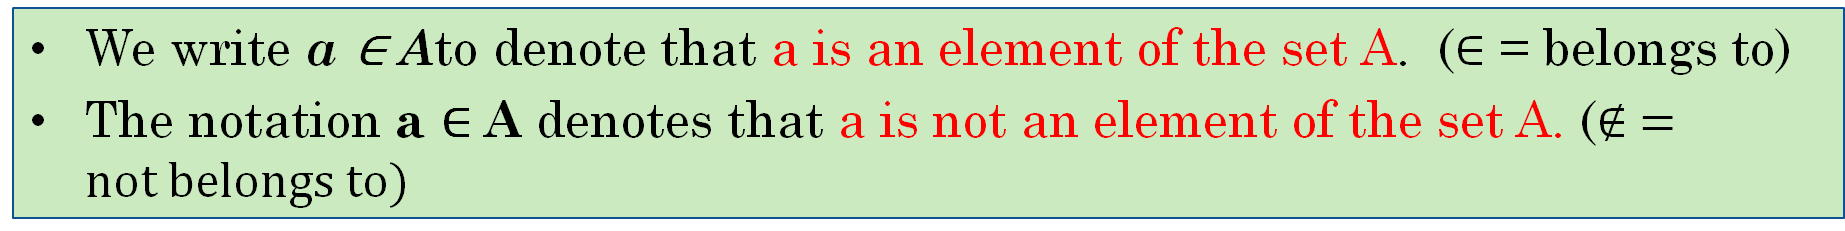 • We write a ∈Ato denote that a is an element of the set A. (∈ = belongs to)
• The notation a ∈ A denotes that a is not an element of the set A. (∉ =
not belongs to)